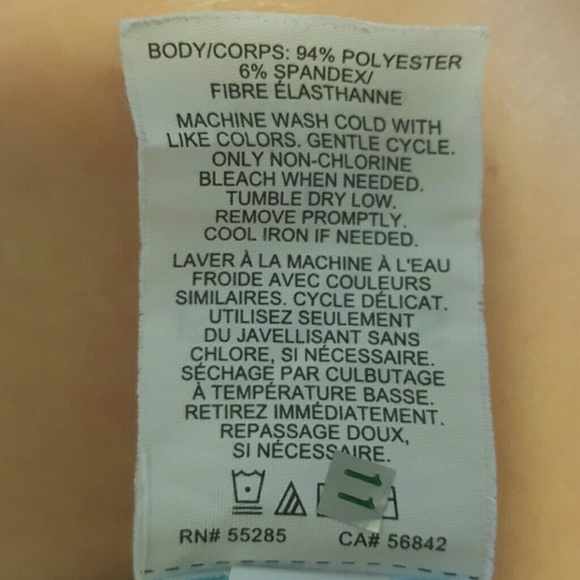 BODY/CORPS: 94% POLYESTER
6% SPANDEX/
FIBRE ÉLASTHANNE
MACHINE WASH COLD WITH
LIKE COLORS. GENTLE CYCLE.
ONLY NON-CHLORINE
BLEACH WHEN NEEDED.
TUMBLE DRY LOW.
REMOVE PROMPTLY.
COOL IRON IF NEEDED.
LAVER À LA MACHINE À L'EAU
FROIDE AVEC COULEURS
SIMILAIRES. CYCLE DÉLICAT.
UTILISEZ SEULEMENT
DU JAVELLISANT SANS
CHLORE, SI NÉCESSAIRE.
SÉCHAGE PAR CULBUTAGE
À TEMPÉRATURE BASSE.
RETIREZ IMMÉDIATEMENT.
REPASSAGE DOUX,
SI NÉCESSAIRE.
11
RN# 55285 CA# 56842